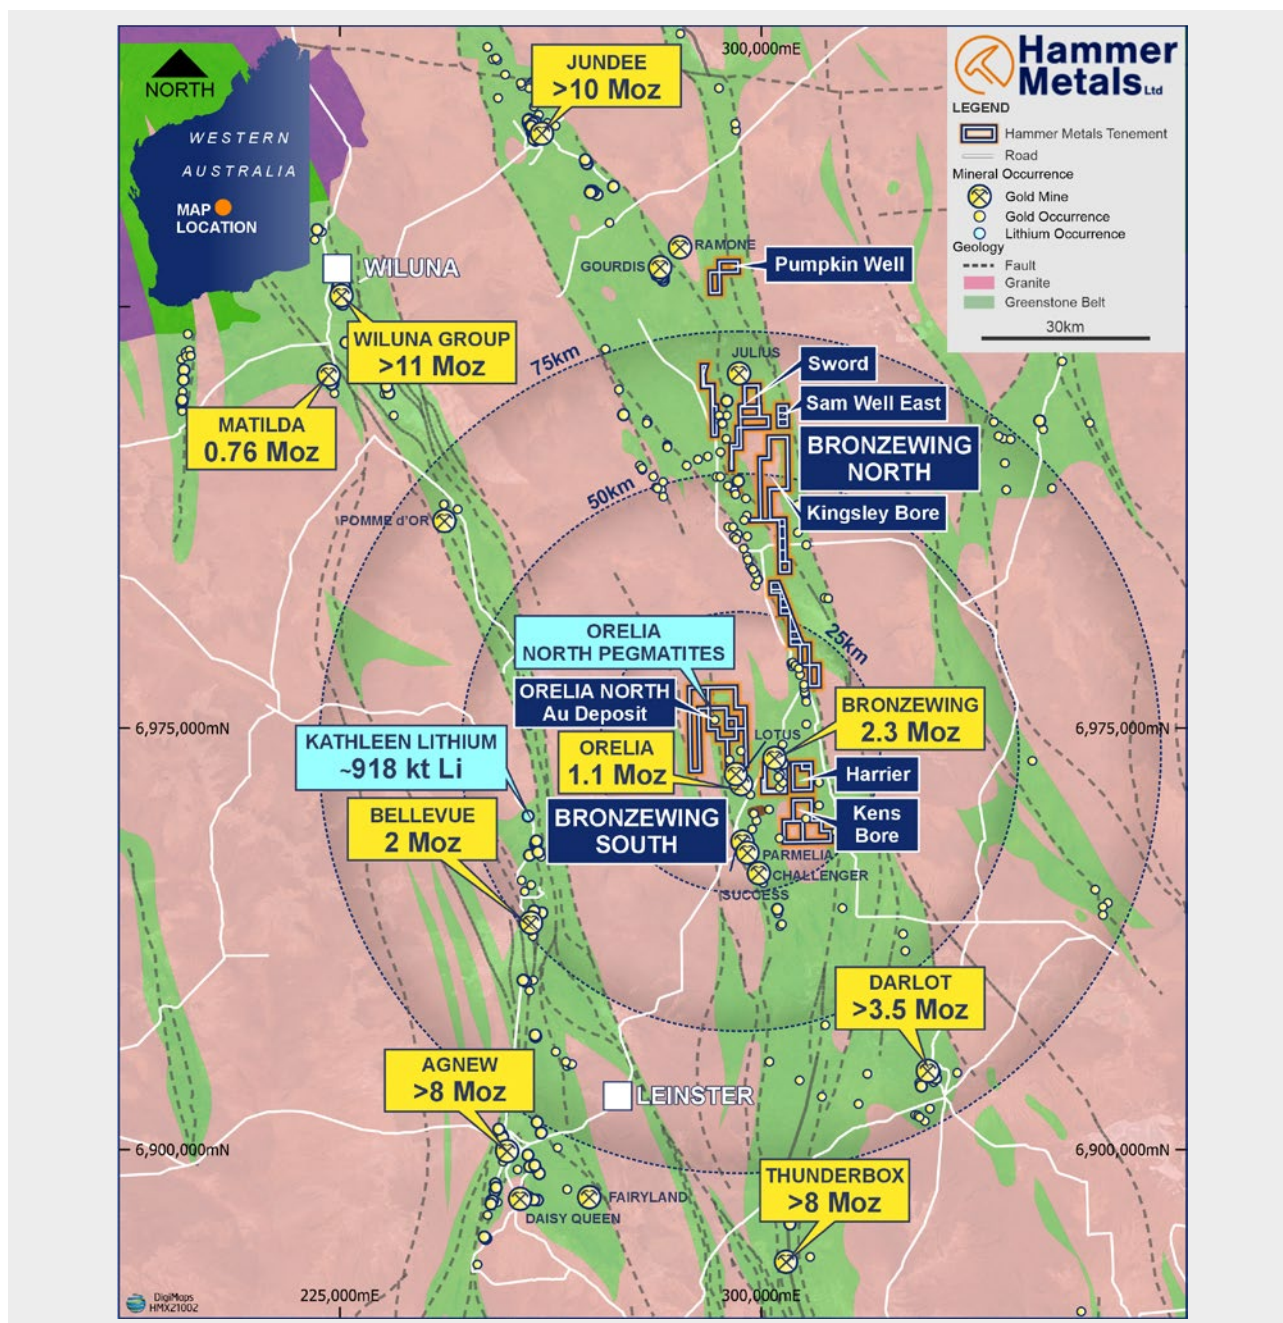 300,000mE
Hammer
Metals Ltd
LEGEND
Hammer Metals Tenement
Road
Mineral Occurrence
Gold Mine
Gold Occurrence
Lithium Occurrence
Geology
Fault
Granite
Greenstone Belt
30km
NORTH
WESTERN
AUSTRALIA
MAP
LOCATION
JUNDEE
>10 Moz
RAMONE
GOURDIS
Pumpkin Well
WILUNA
WILUNA GROUP
>11 Moz
MATILDA
0.76 Moz
75km
JULIUS
Sword
Sam Well East
BRONZEWING
NORTH
Kingsley Bore
50km
POMME d'OR
25km
ORELIA
NORTH PEGMATITES
ORELIA NORTH
Au Deposit
LOTUS
BRONZEWING
2.3 Moz
6,975,000mN
6,975,000mN
KATHLEEN LITHIUM
~918 kt Li
ORELIA
1.1 Moz
Harrier
BELLEVUE
2 Moz
BRONZEWING
SOUTH
Kens
Bore
PARMELIA
CHALLENGER
SUCCESS
DARLOT
>3.5 Moz
AGNEW
>8 Moz
LEINSTER
6,900,000mN
6,900,000mN
THUNDERBOX
>8 Moz
FAIRYLAND
DAISY QUEEN
DigiMaps
HMX21002
225,000mE
300,000mE